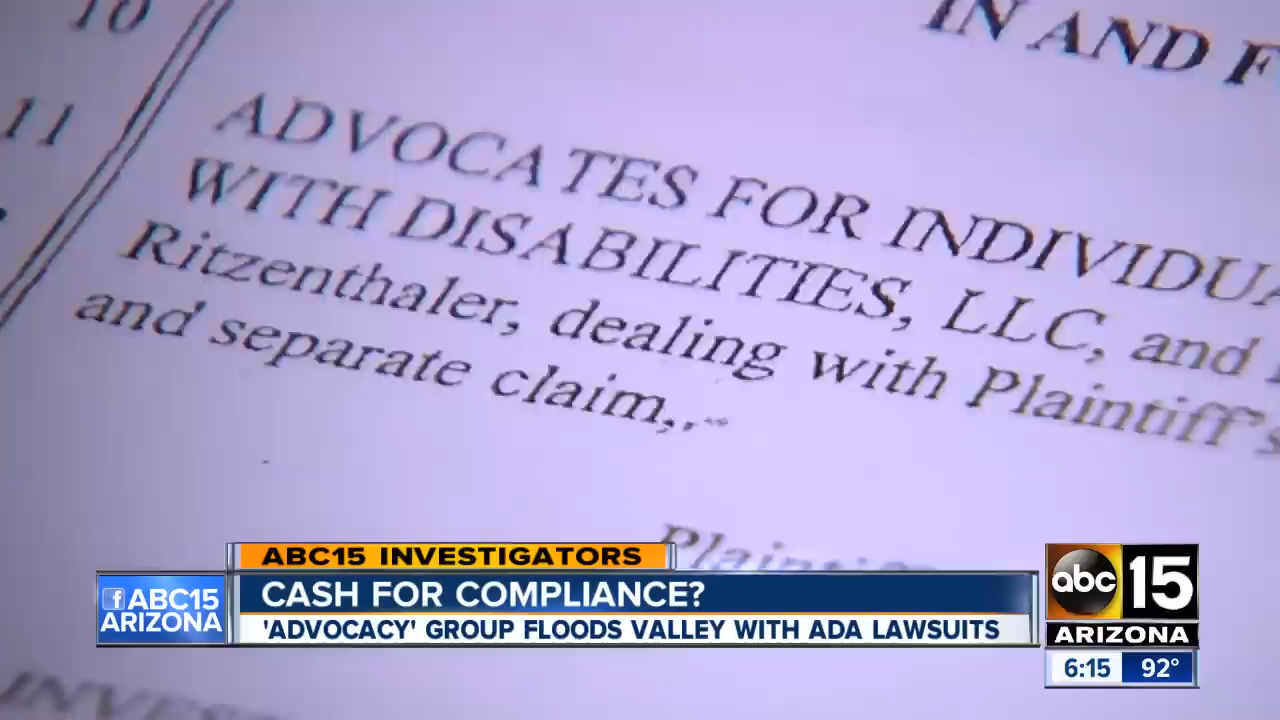 10
IN AND F
11
ADVOCATES FOR INDIVIDUA
WITH DISABILITIES, LLC, and
Ritzenthaler, dealing with Plaintiff's
and separate claim,
Plaintiff
INVEST
ABC15 INVESTIGATORS
CASH FOR COMPLIANCE?
'ADVOCACY' GROUP FLOODS VALLEY WITH ADA LAWSUITS
f ABC15
ARIZONA
abc 15
ARIZONA
6:15 92°